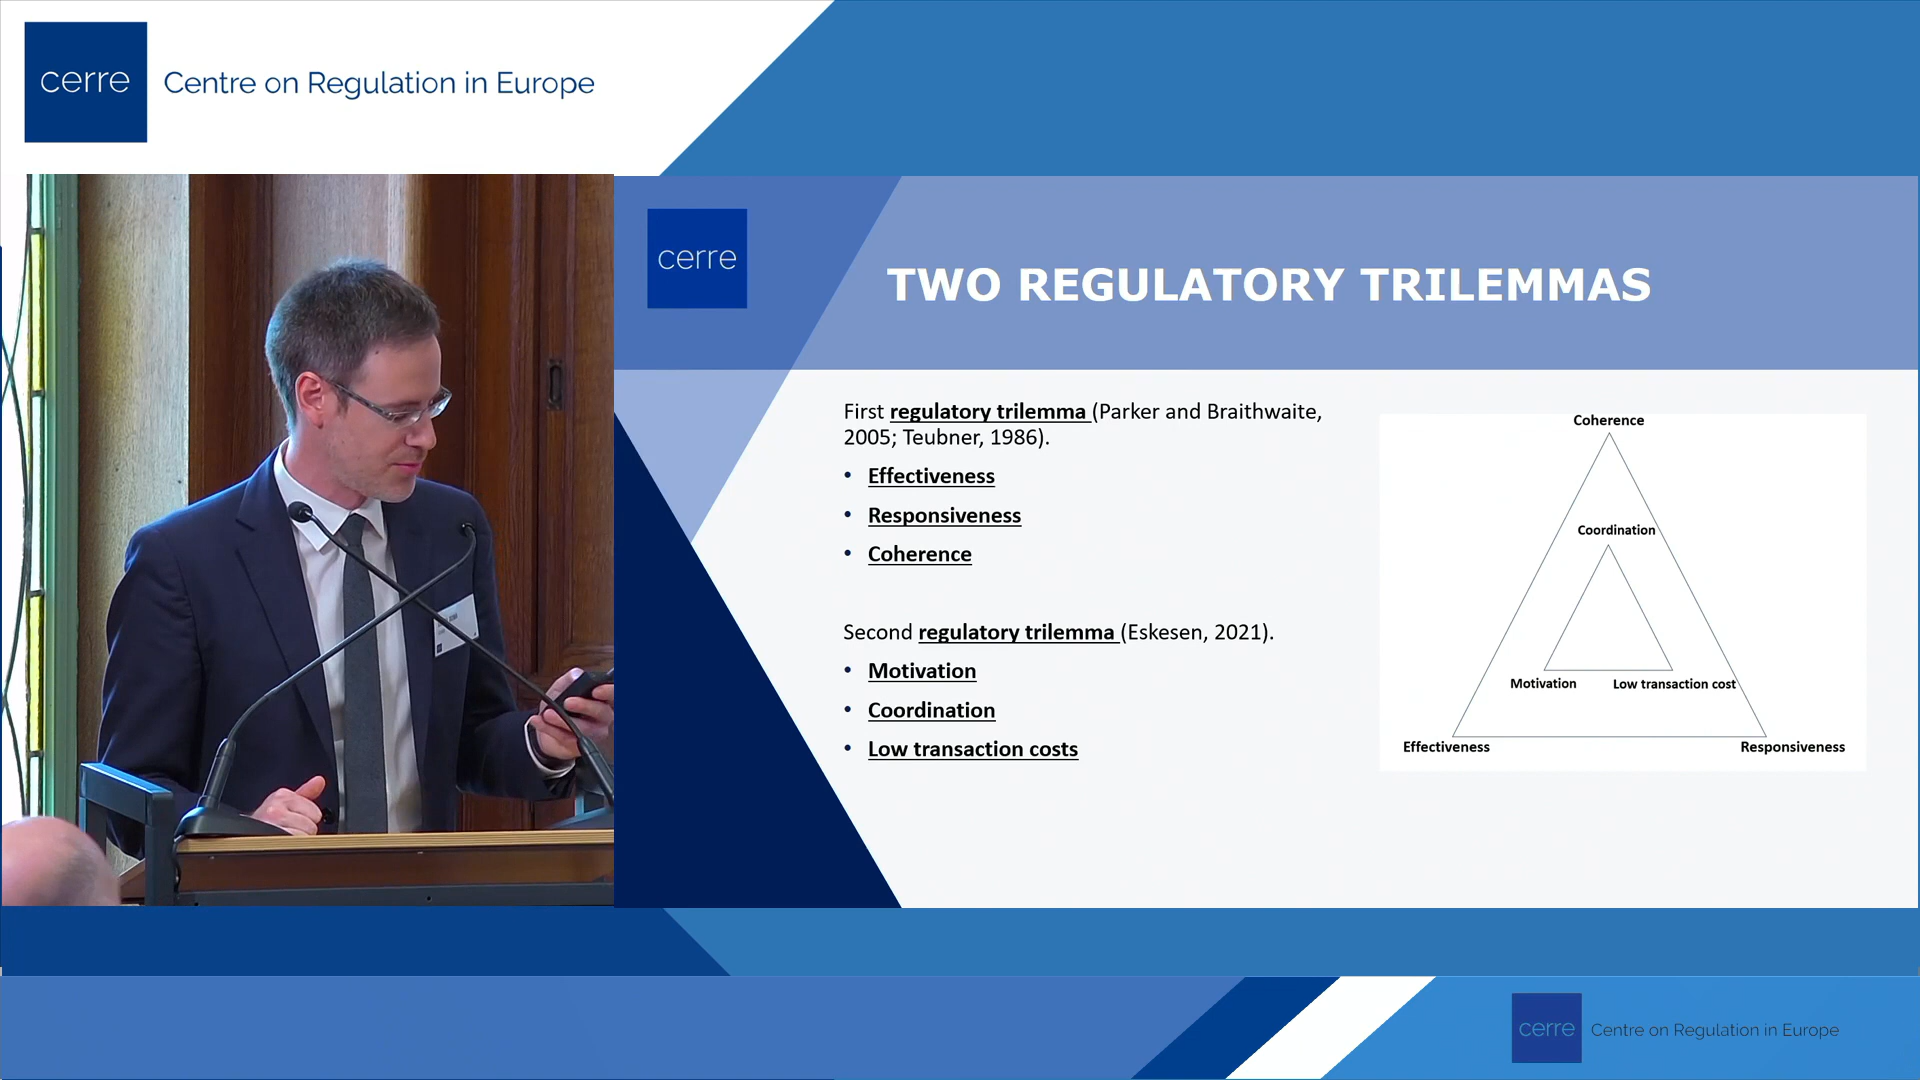 cerre
Centre on Regulation in Europe
cerre
TWO REGULATORY TRILEMMAS
First regulatory trilemma (Parker and Braithwaite,
2005; Teubner, 1986).
• Effectiveness
• Responsiveness
• Coherence
Second regulatory trilemma (Eskesen, 2021).
• Motivation
• Coordination
• Low transaction costs
Coherence
Coordination
Motivation
Low transaction cost
Effectiveness
Responsiveness
cerre
Centre on Regulation in Europe